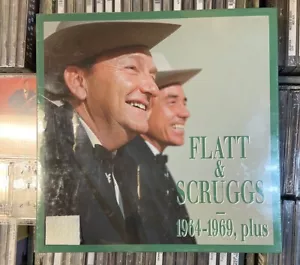 FLATT
&
SCRUGGS
–
1964-1969, plus